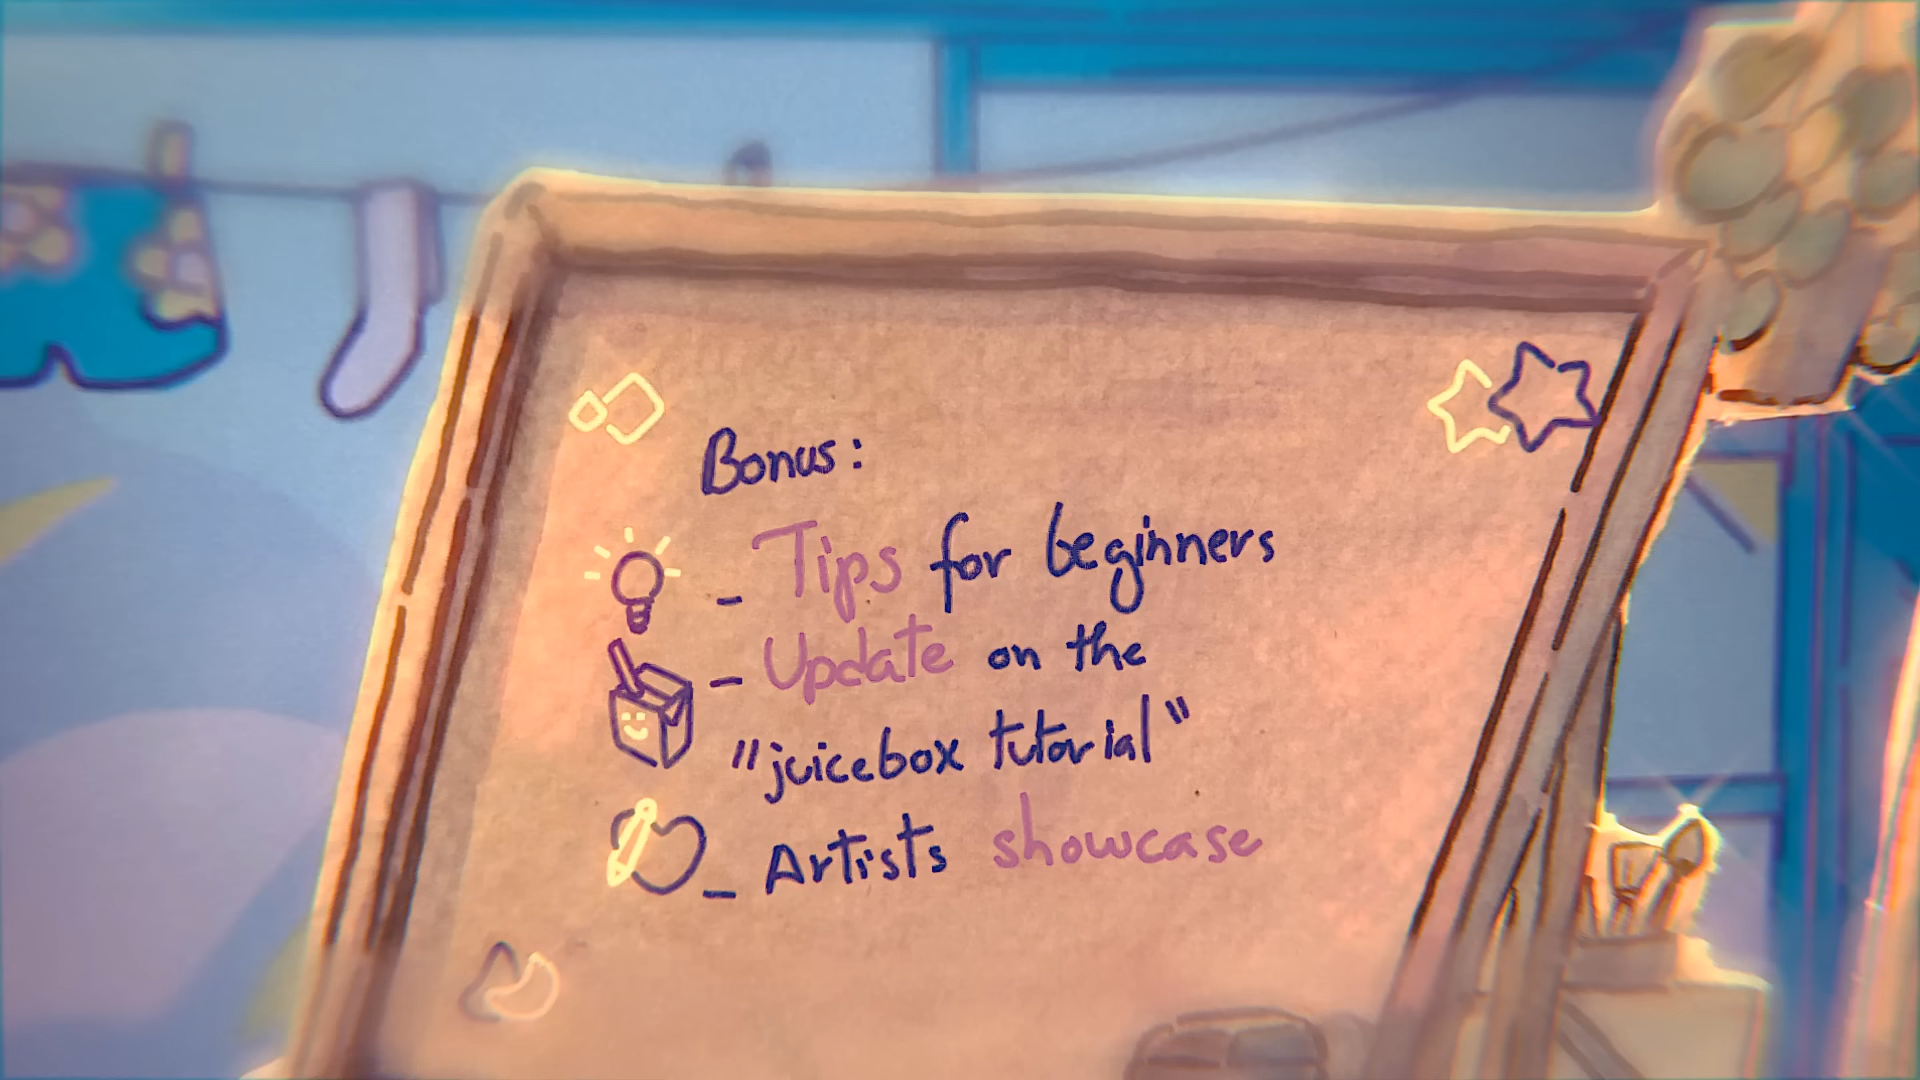 Bonus:
- Tips for beginners
- Update on the
"juicebox tutorial"
- Artists showcase